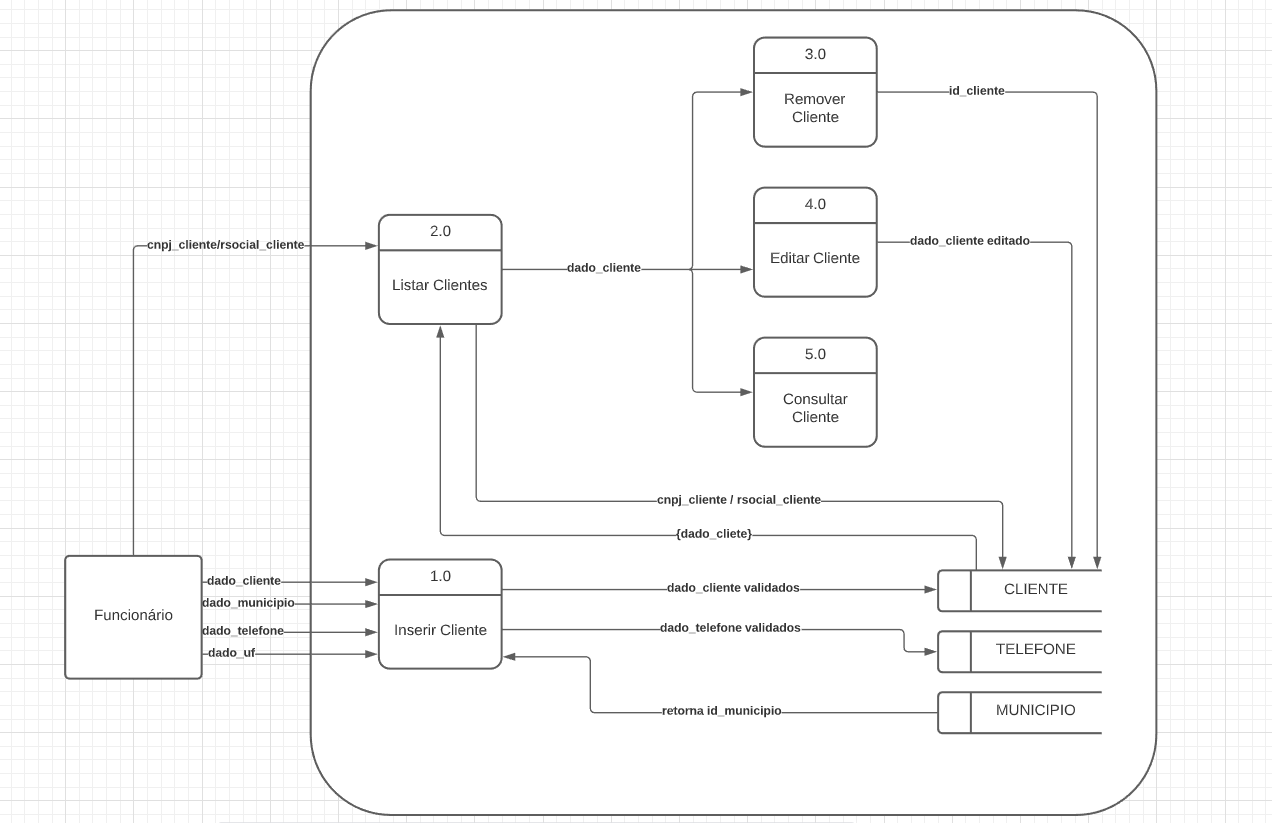 3.0
Remover
Cliente
id_cliente
4.0
Editar Cliente
dado_cliente editado
2.0
Listar Clientes
cnpj_cliente/rsocial_cliente
dado_cliente
5.0
Consultar
Cliente
cnpj_cliente / rsocial_cliente
{dado_cliete}
Funcionário
dado_cliente
dado_municipio
dado_telefone
dado_uf
1.0
Inserir Cliente
dado_cliente validados
dado_telefone validados
retorna id_municipio
CLIENTE
TELEFONE
MUNICIPIO